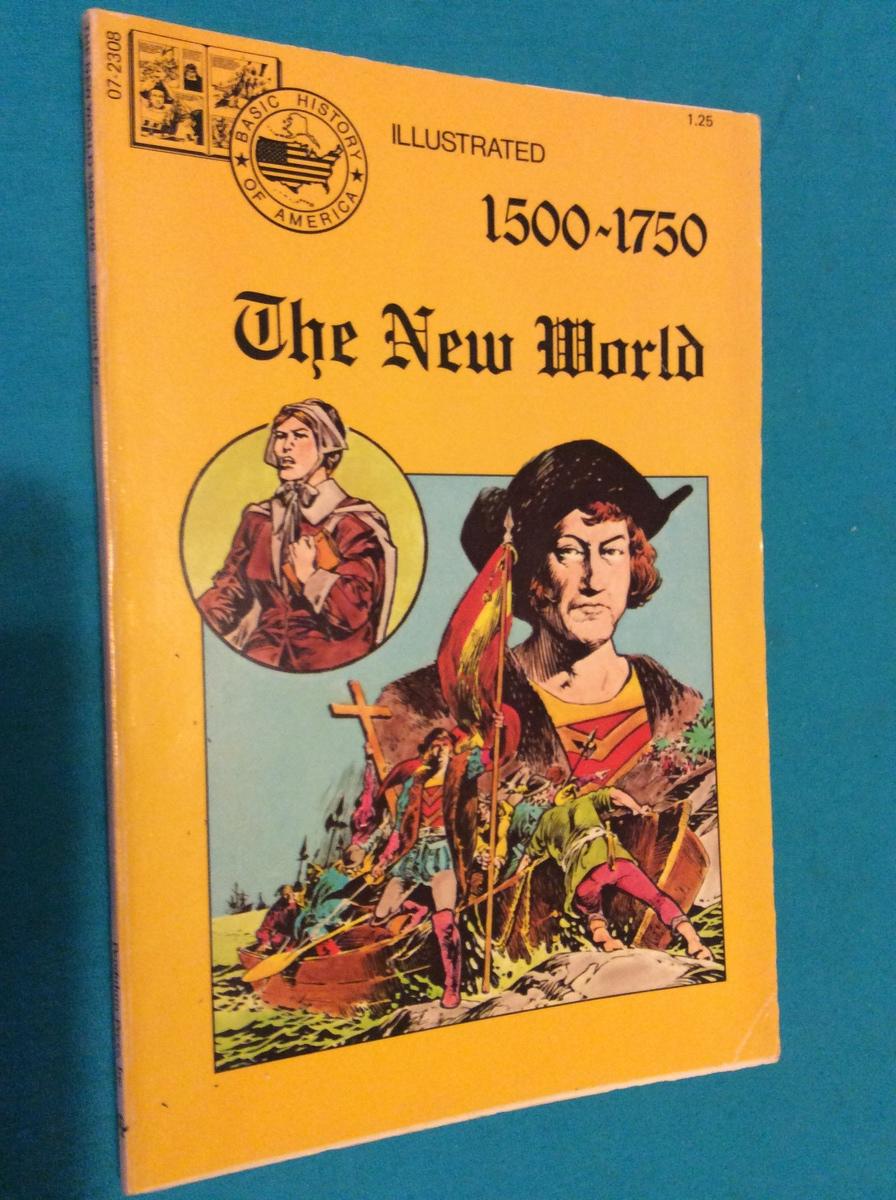 07-2308
BASIC HISTORY
OF AMERICA
ILLUSTRATED
1.25
1500~1750
The New World